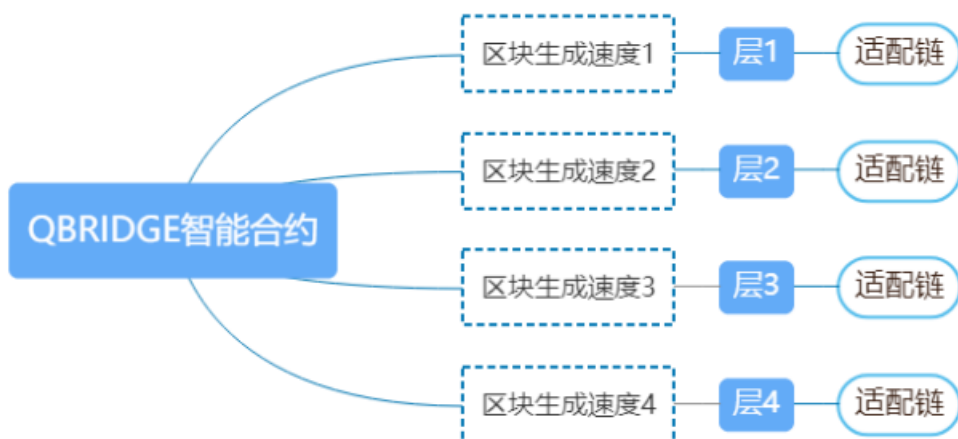 区块生成速度1
层1
适配链
区块生成速度2
层2
适配链
QBRIDGE智能合约
区块生成速度3
层3
适配链
区块生成速度4
层4
适配链